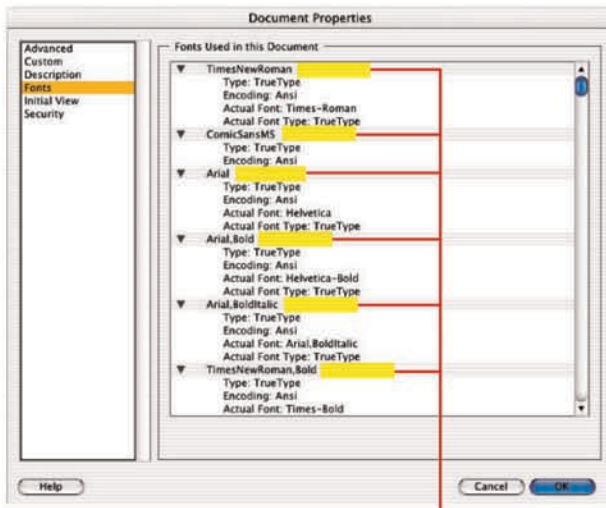 Document Properties
Advanced
Custom
Description
Fonts
Initial View
Security
Fonts Used in this Document
TimesNewRoman
Type: TrueType
Encoding: Ansi
Actual Font: Times-Roman
Actual Font Type: TrueType
ComicSansMS
Type: TrueType
Encoding: Ansi
Arial
Type: TrueType
Encoding: Ansi
Actual Font: Helvetica
Actual Font Type: TrueType
Arial,Bold
Type: TrueType
Encoding: Ansi
Actual Font: Helvetica-Bold
Actual Font Type: TrueType
Arial,BoldItalic
Type: TrueType
Encoding: Ansi
Actual Font: Arial,BoldItalic
Actual Font Type: TrueType
TimesNewRoman,Bold
Type: TrueType
Encoding: Ansi
Actual Font: Times-Bold
Help
Cancel
OK